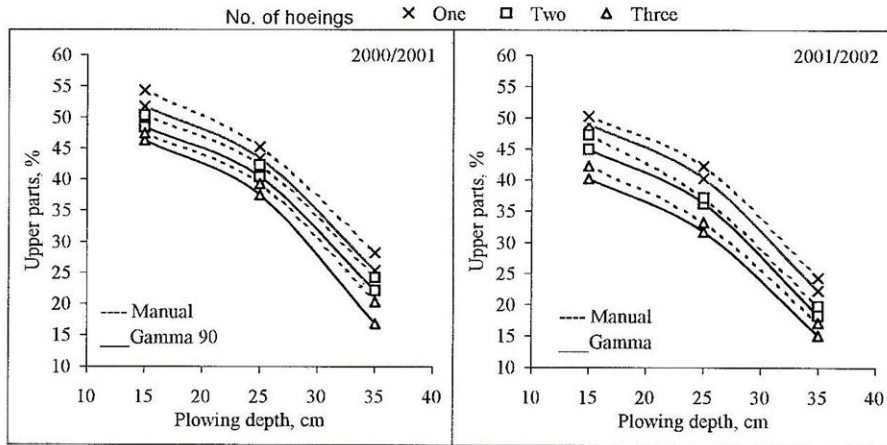 No. of hoeings × One □ Two △ Three
2000/2001
Upper parts, %
60
55
50
45
40
35
30
25
20
15
10
---- Manual
— Gamma 90
10 15 20 25 30 35 40
Plowing depth, cm
2001/2002
Upper parts, %
60
55
50
45
40
35
30
25
20
15
10
---- Manual
— Gamma
10 15 20 25 30 35 40
Plowing depth, cm